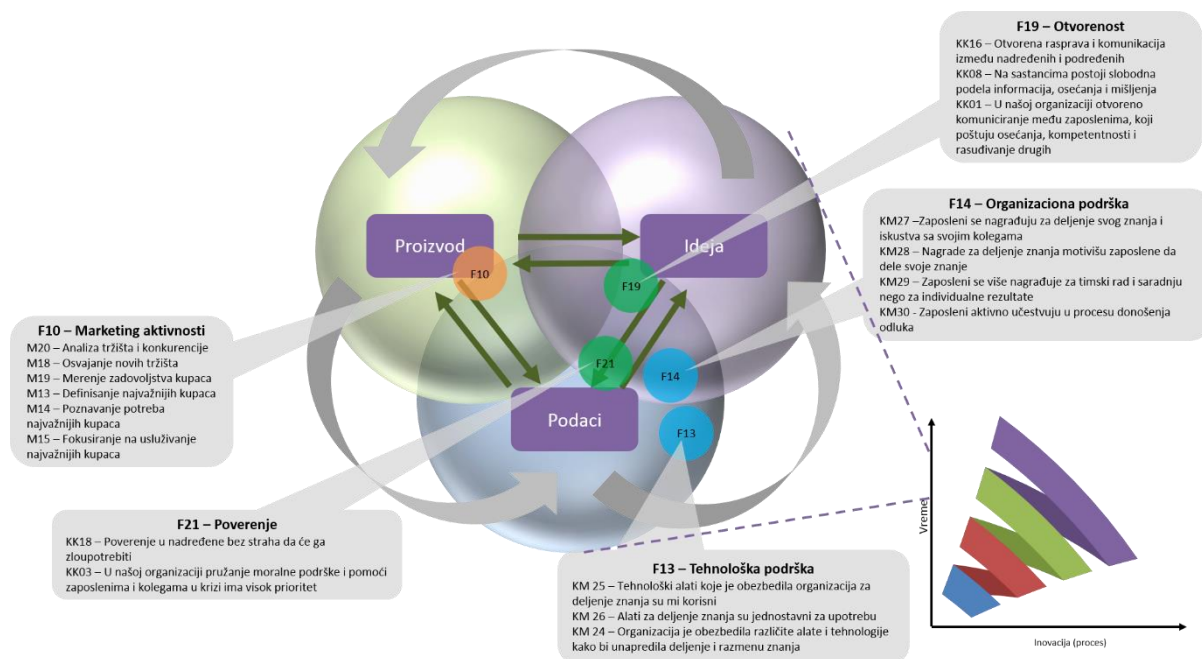 F19 – Otvorenost
KK16 – Otvorena rasprava i komunikacija
između nadređenih i podređenih
KK08 – Na sastancima postoji slobodna
podela informacija, osećanja i mišljenja
KK01 – U našoj organizaciji otvoreno
komuniciranje među zaposlenima, koji
poštuju osećanja, kompetentnosti i
rasuđivanje drugih
F14 – Organizaciona podrška
KM27 –Zaposleni se nagrađuju za deljenje svog znanja i
iskustva sa svojim kolegama
KM28 – Nagrade za deljenje znanja motivišu zaposlene da
dele svoje znanje
KM29 – Zaposleni se više nagrađuje za timski rad i saradnju
nego za individualne rezultate
KM30 - Zaposleni aktivno učestvuju u procesu donošenja
odluka
Proizvod
Ideja
F10
F19
F21
F14
Podaci
F13
F10 – Marketing aktivnosti
M20 – Analiza tržišta i konkurencije
M18 – Osvajanje novih tržišta
M19 – Merenje zadovoljstva kupaca
M13 – Definisanje najvažnijih kupaca
M14 – Poznavanje potreba
najvažnijih kupaca
M15 – Fokusiranje na usluživanje
najvažnijih kupaca
F21 – Poverenje
KK18 – Poverenje u nadređene bez straha da će ga
zloupotrebiti
KK03 – U našoj organizaciji pružanje moralne podrške i pomoći
zaposlenima i kolegama u krizi ima visok prioritet
F13 – Tehnološka podrška
KM 25 – Tehnološki alati koje je obezbedila organizacija za
deljenje znanja su mi korisni
KM 26 – Alati za deljenje znanja su jednostavni za upotrebu
KM 24 – Organizacija je obezbedila različite alate i tehnologije
kako bi unapredila deljenje i razmenu znanja
Vreme
Inovacija (proces)